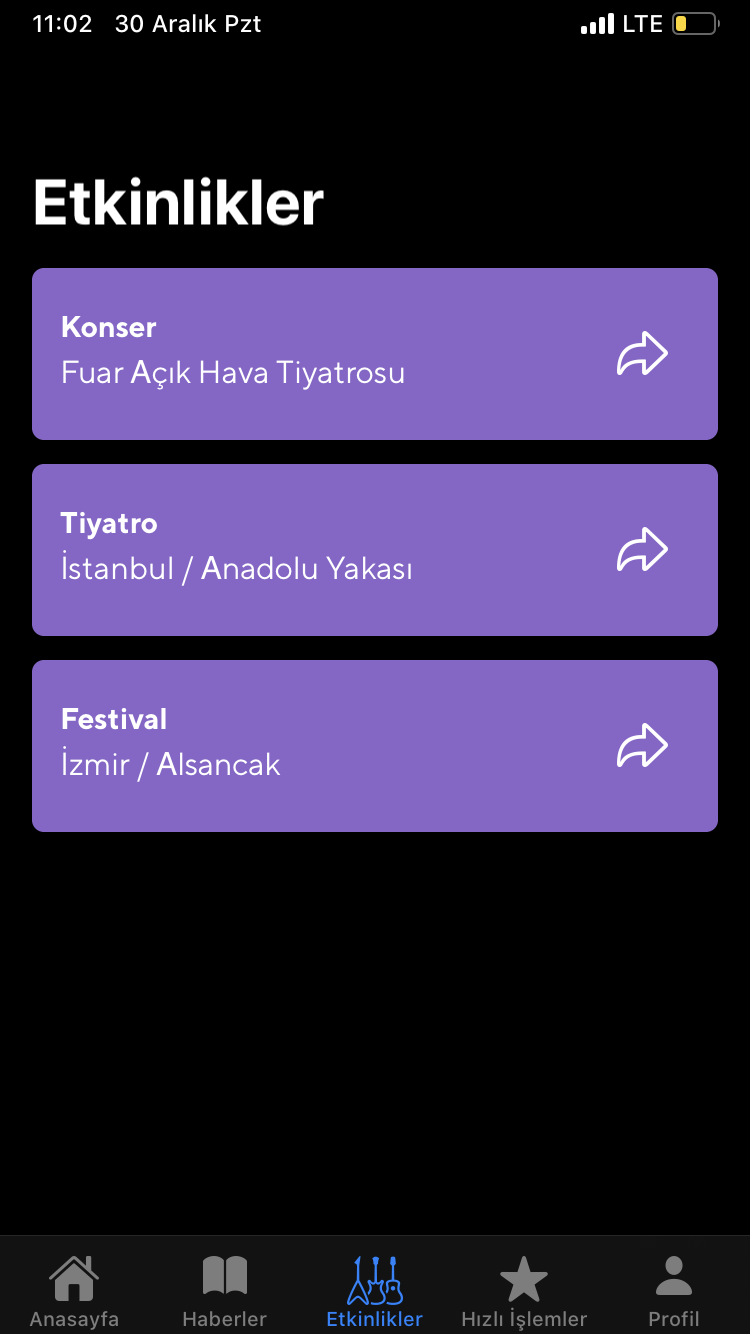 11:02 30 Aralık Pzt LTE
Etkinlikler
Konser
Fuar Açık Hava Tiyatrosu
Tiyatro
İstanbul / Anadolu Yakası
Festival
İzmir / Alsancak
Anasayfa Haberler Etkinlikler Hızlı İşlemler Profil